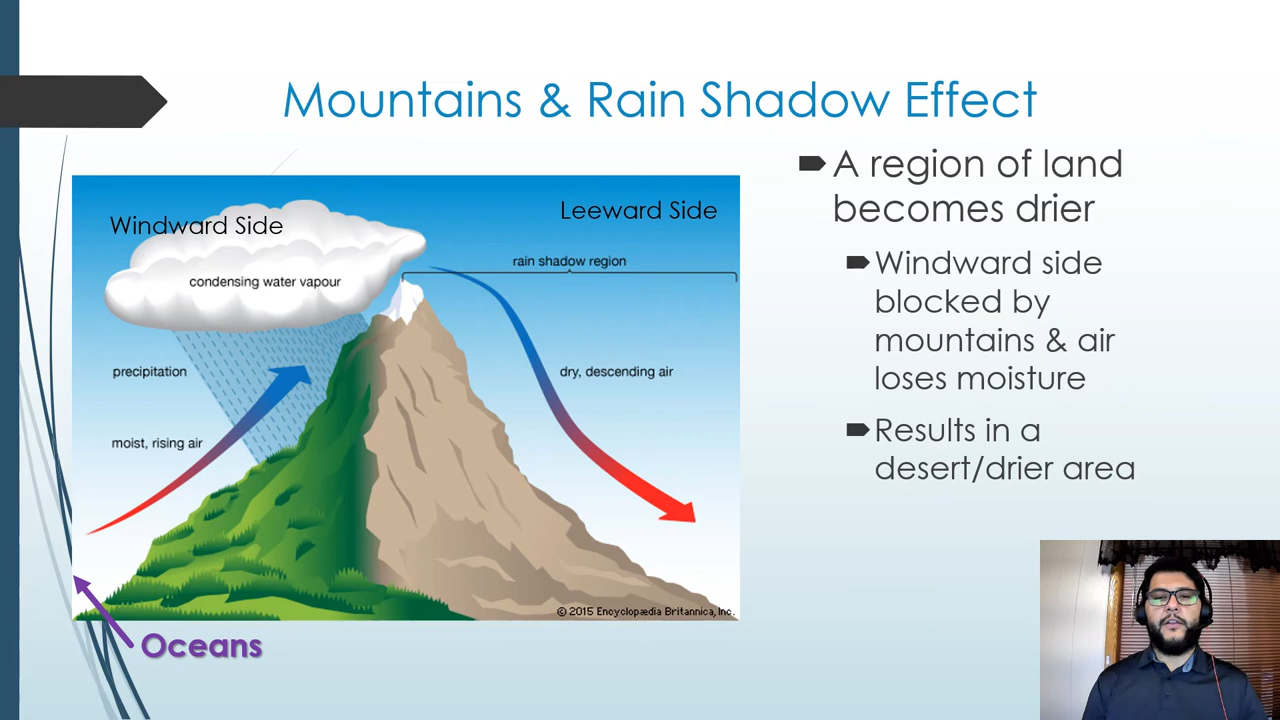 Mountains & Rain Shadow Effect
Windward Side
Leeward Side
condensing water vapour
rain shadow region
precipitation
dry, descending air
moist, rising air
© 2015 Encyclopædia Britannica, Inc.
Oceans
A region of land
becomes drier
Windward side
blocked by
mountains & air
loses moisture
Results in a
desert/drier area